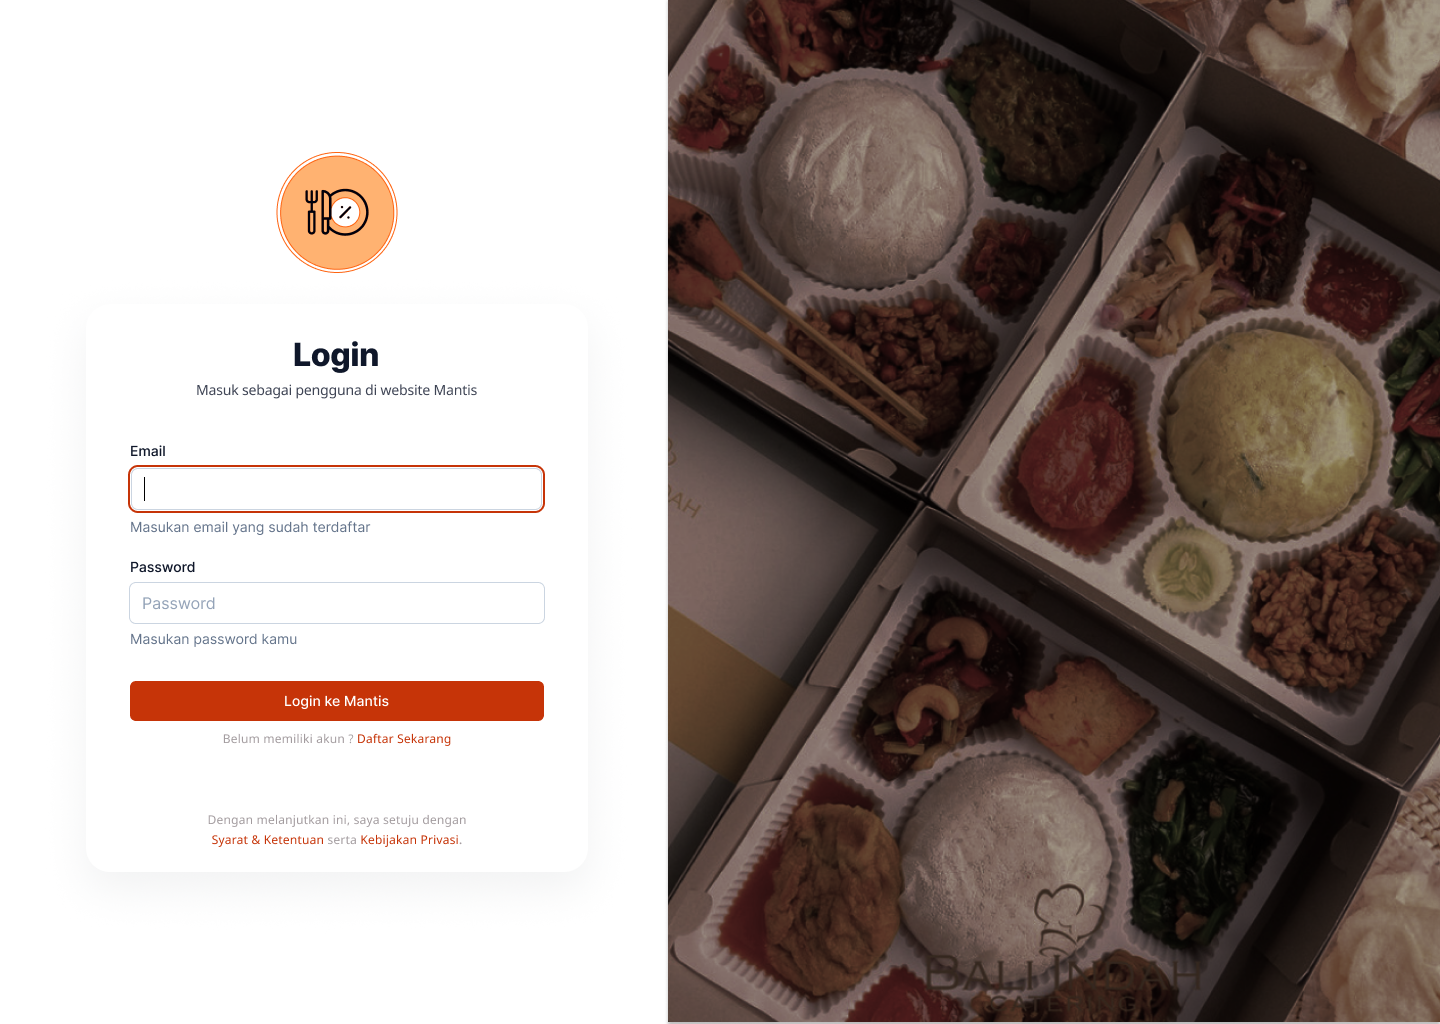 Login
Masuk sebagai pengguna di website Mantis
Email
Masukan email yang sudah terdaftar
Password
Password
Masukan password kamu
Login ke Mantis
Belum memiliki akun ? Daftar Sekarang
Dengan melanjutkan ini, saya setuju dengan
Syarat & Ketentuan serta Kebijakan Privasi.
BALI INDAH
CATERING